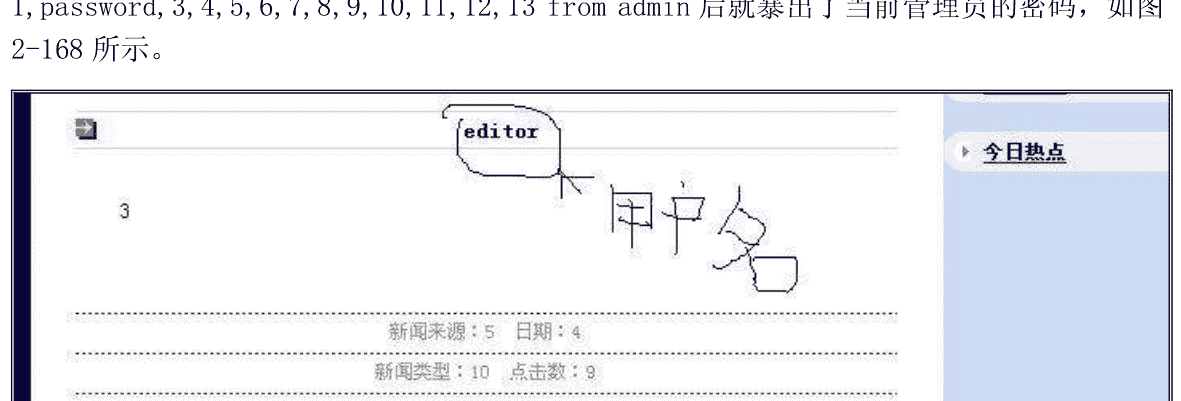 1,password,3,4,5,6,7,8,9,10,11,12,13 from admin 后就暴出了当前管理员的密码，如图
2-168 所示。
editor
今日热点
3
用户名
新闻来源：5 日期：4
新闻类型：10 点击数：9